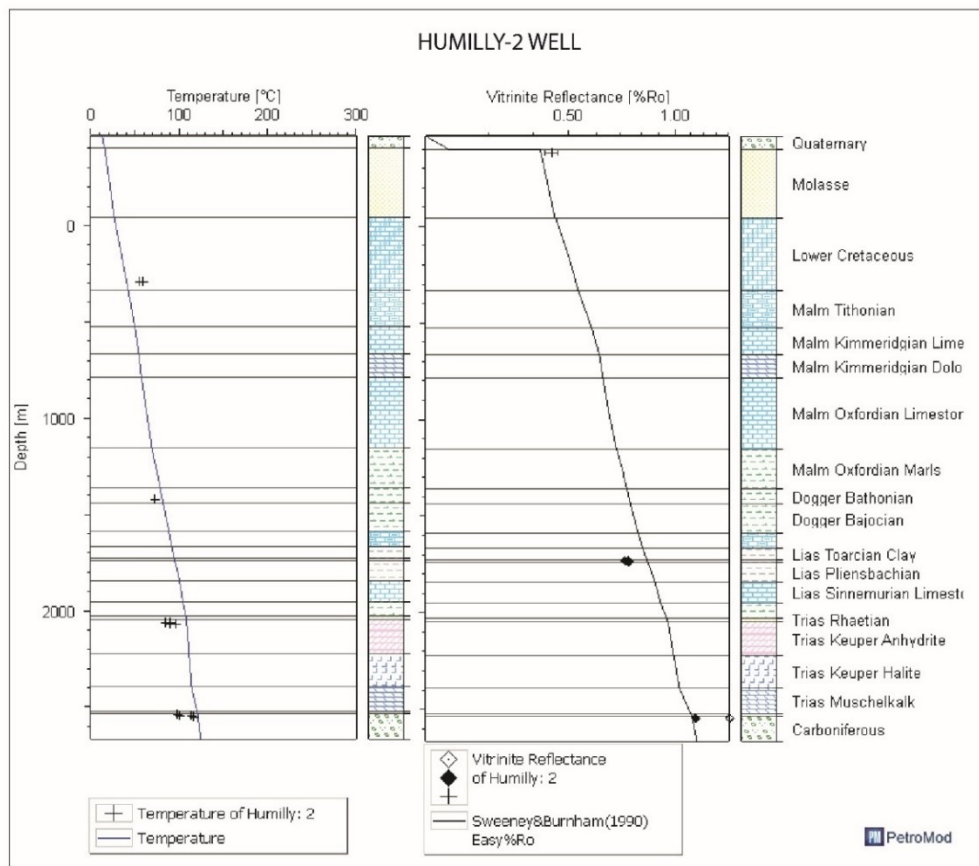 HUMILLY-2 WELL
Temperature [°C]
0 100 200 300
Vitrinite Reflectance [%Ro]
0.50 1.00
Depth [m]
0
1000
2000
Quaternary
Molasse
Lower Cretaceous
Malm Tithonian
Malm Kimmeridgian Lime
Malm Kimmeridgian Dolo
Malm Oxfordian Limestor
Malm Oxfordian Marls
Dogger Bathonian
Dogger Bajocian
Lias Toarcian Clay
Lias Pliensbachian
Lias Sinnemurian Limest
Trias Rhaetian
Trias Keuper Anhydrite
Trias Keuper Halite
Trias Muschelkalk
Carboniferous
Temperature of Humilly: 2
Temperature
Vitrinite Reflectance
of Humilly: 2
Sweeney&Burnham(1990)
Easy%Ro
PetroMod